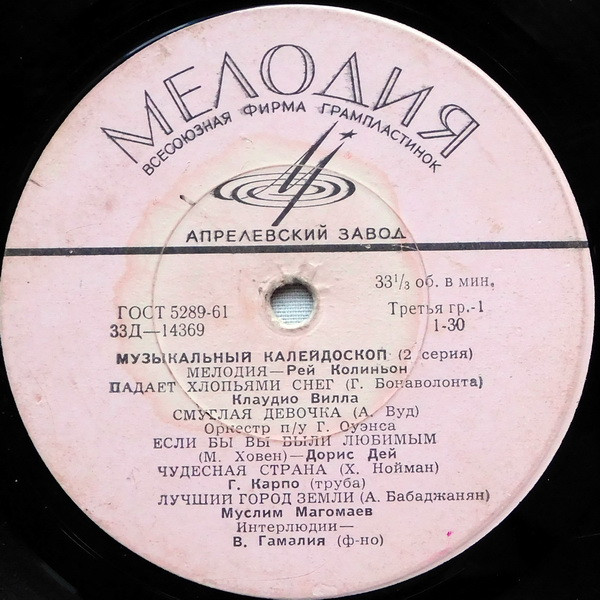 МЕЛОДИЯ
ВСЕСОЮЗНАЯ ФИРМА ГРАМПЛАСТИНОК
АПРЕЛЕВСКИЙ ЗАВОД
33⅓ об. в мин.
ГОСТ 5289-61 Третья гр.-1
33Д—14369 1-30
МУЗЫКАЛЬНЫЙ КАЛЕЙДОСКОП (2 серия)
МЕЛОДИЯ—Рей Колиньон
ПАДАЕТ ХЛОПЬЯМИ СНЕГ (Г. Бонаволонта)
Клаудио Вилла
СМУГЛАЯ ДЕВОЧКА (А. Вуд)
Оркестр п/у Г. Оуэнса
ЕСЛИ БЫ ВЫ БЫЛИ ЛЮБИМЫМ
(М. Ховен)—Дорис Дей
ЧУДЕСНАЯ СТРАНА (Х. Нойман)
Г. Карпо (труба)
ЛУЧШИЙ ГОРОД ЗЕМЛИ (А. Бабаджанян)
Муслим Магомаев
Интерлюдии—
В. Гамалия (ф-но)